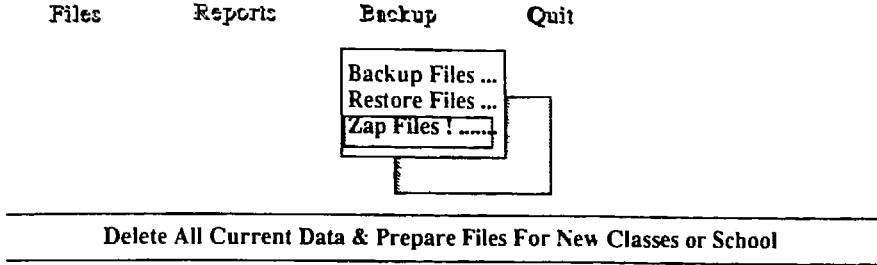 Files Reports Backup Quit
Backup Files ...
Restore Files ...
Zap Files ! ......
Delete All Current Data & Prepare Files For New Classes or School